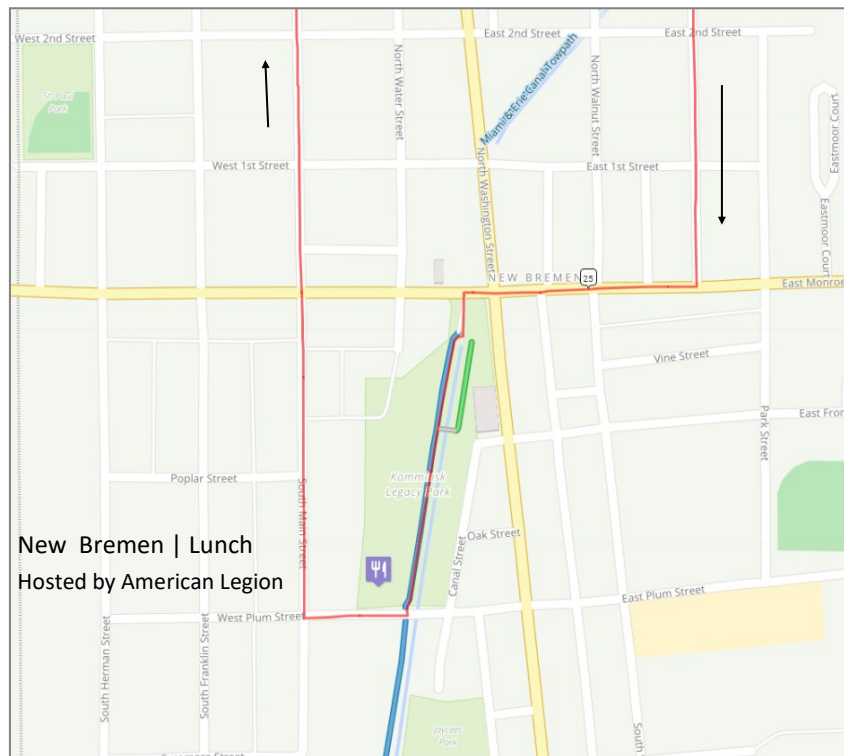 West 2nd Street
East 2nd Street
East 2nd Street
North Water Street
Miami & Erie Canal Towpath
North Walnut Street
St. Paul
Park
Eastmoor Court
West 1st Street
East 1st Street
North Washington Street
Eastmoor Court
NEW BREMEN
25
East Monroe
Vine Street
Park Street
East Fron
Poplar Street
Komminsk
Legacy Park
South Main Street
Oak Street
New Bremen | Lunch
Hosted by American Legion
Canal Street
East Plum Street
West Plum Street
South Herman Street
South Franklin Street
South
Jaycees
Park